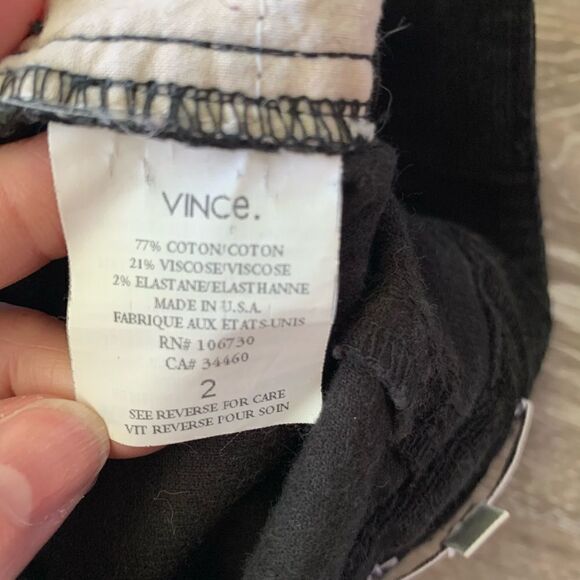 VINCe.
77% COTON/COTON
21% VISCOSE/VISCOSE
2% ELASTANE/ELASTHANNE
MADE IN U.S.A.
FABRIQUE AUX ETATS-UNIS
RN# 106730
CA# 34460
2
SEE REVERSE FOR CARE
VIT REVERSE POUR SOIN